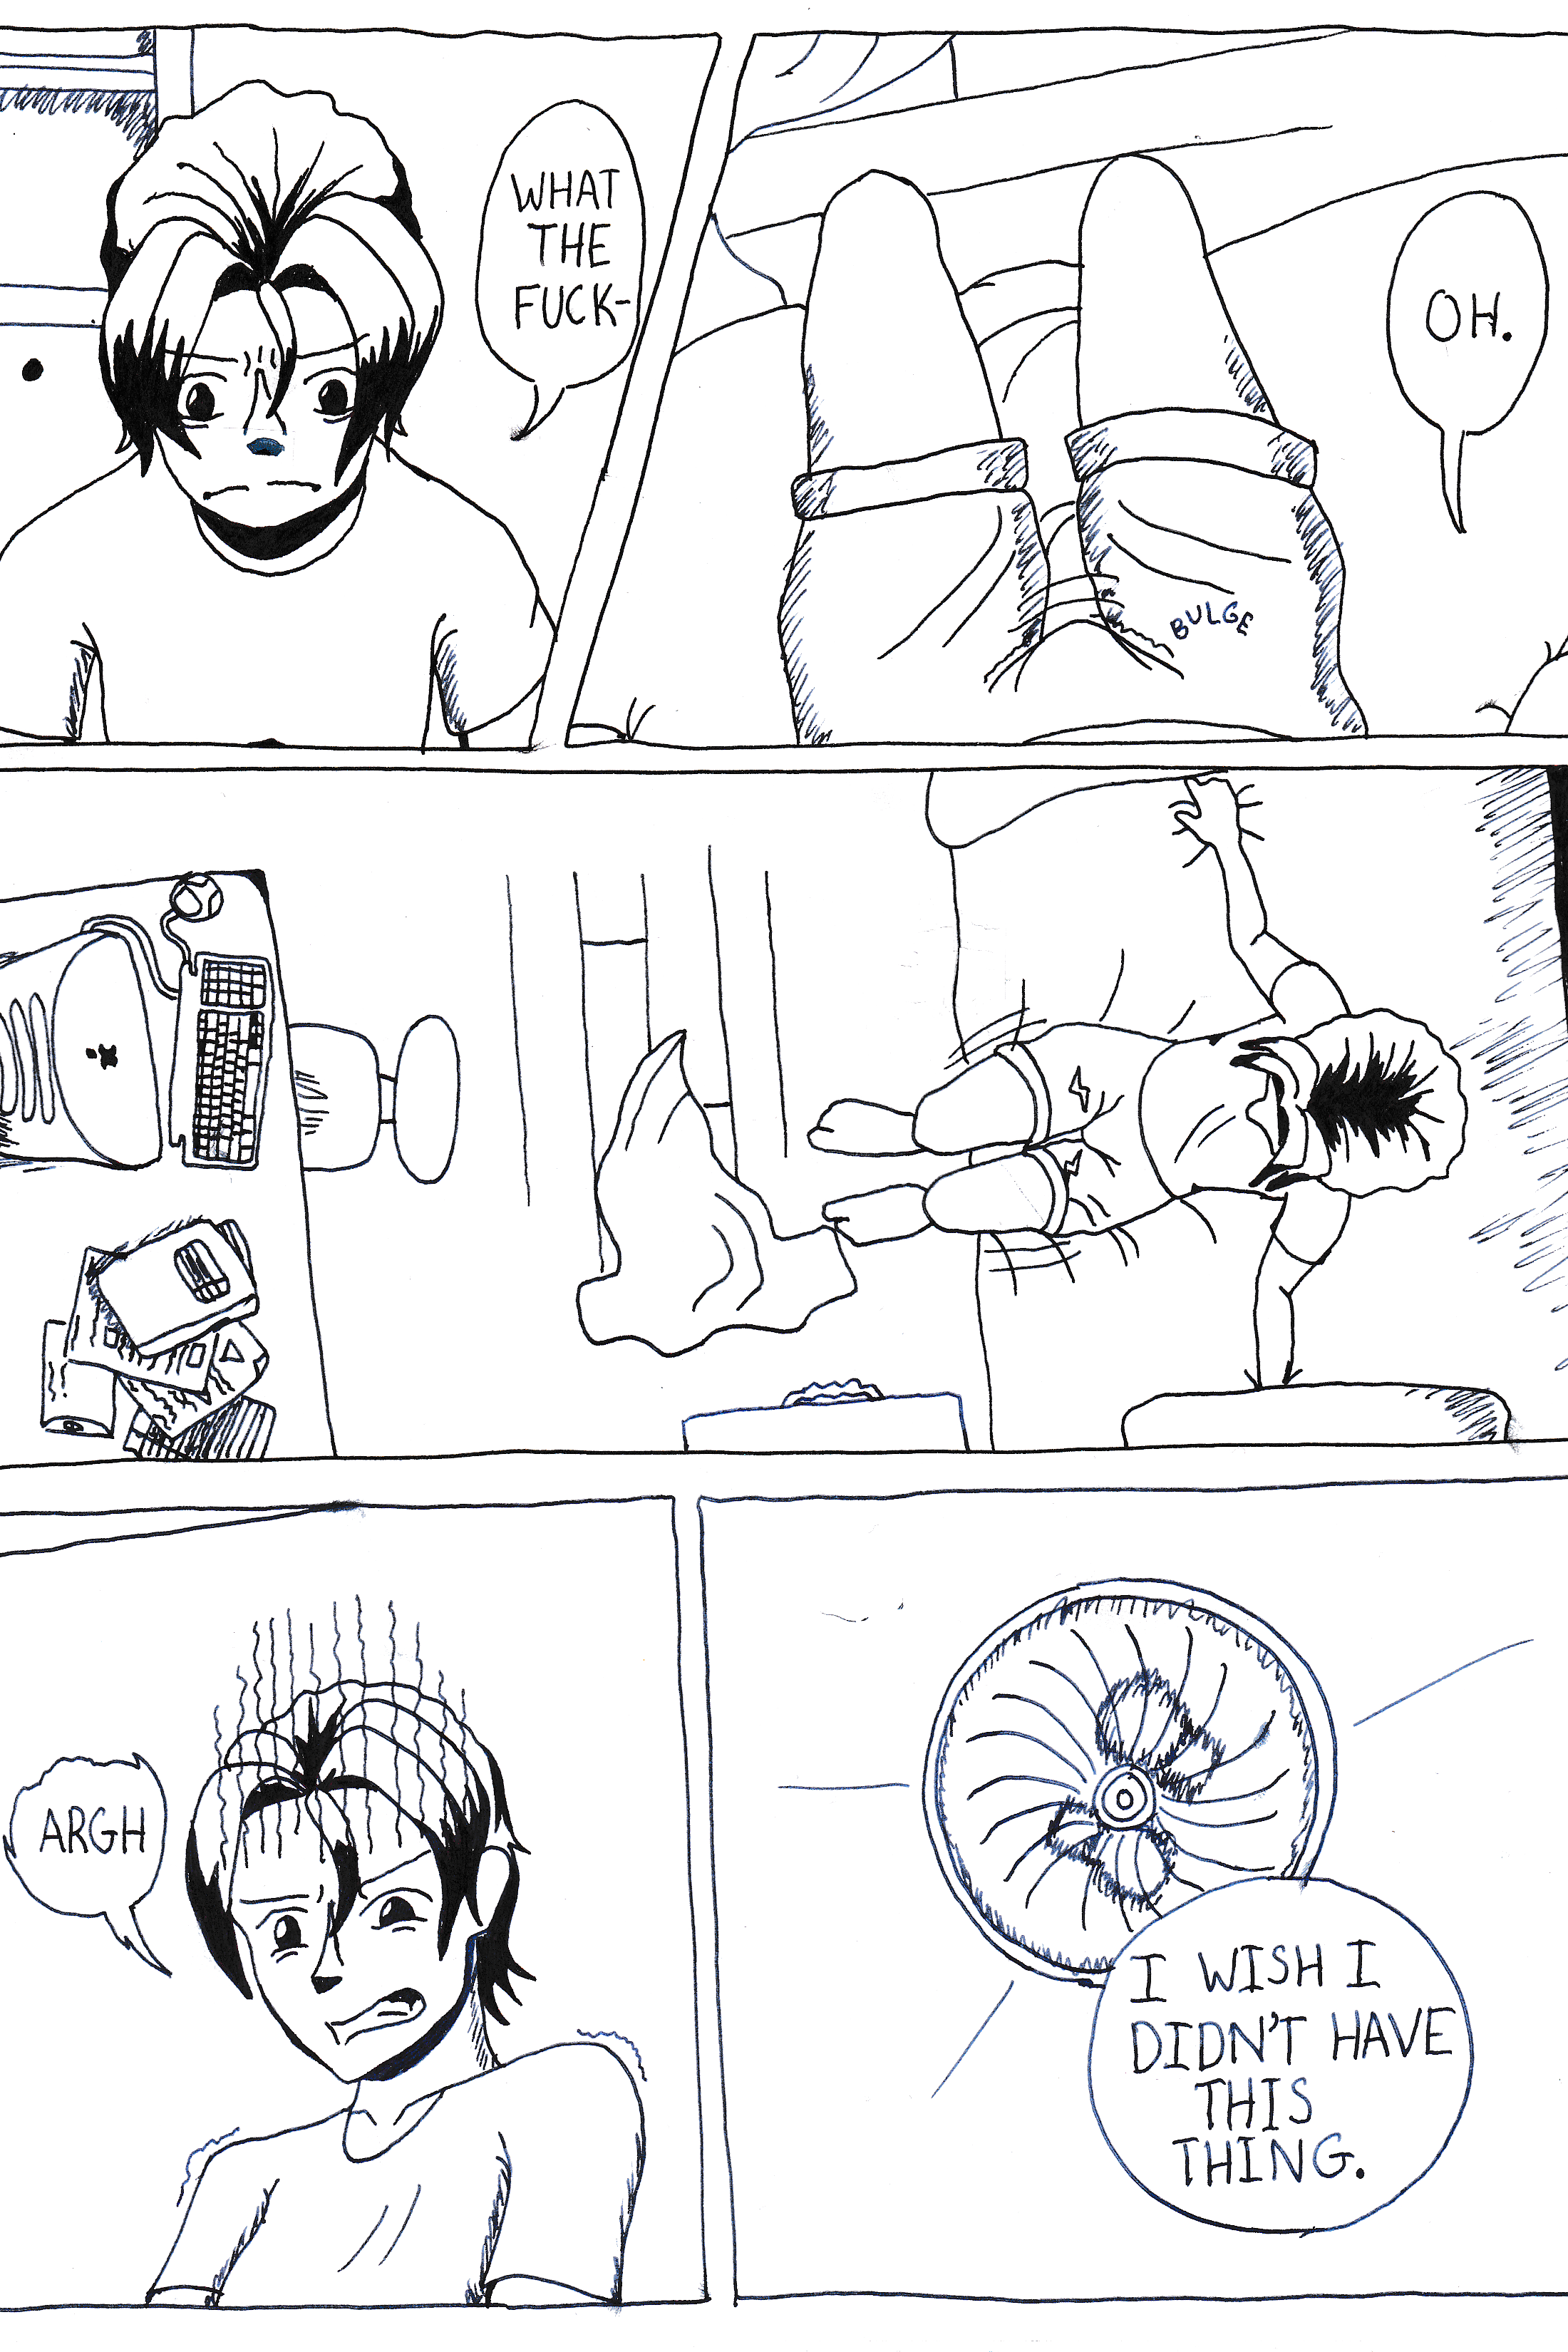 WHAT
THE
FUCK-
OH.
BULGE
ARGH
I WISH I
DIDN'T HAVE
THIS
THING.